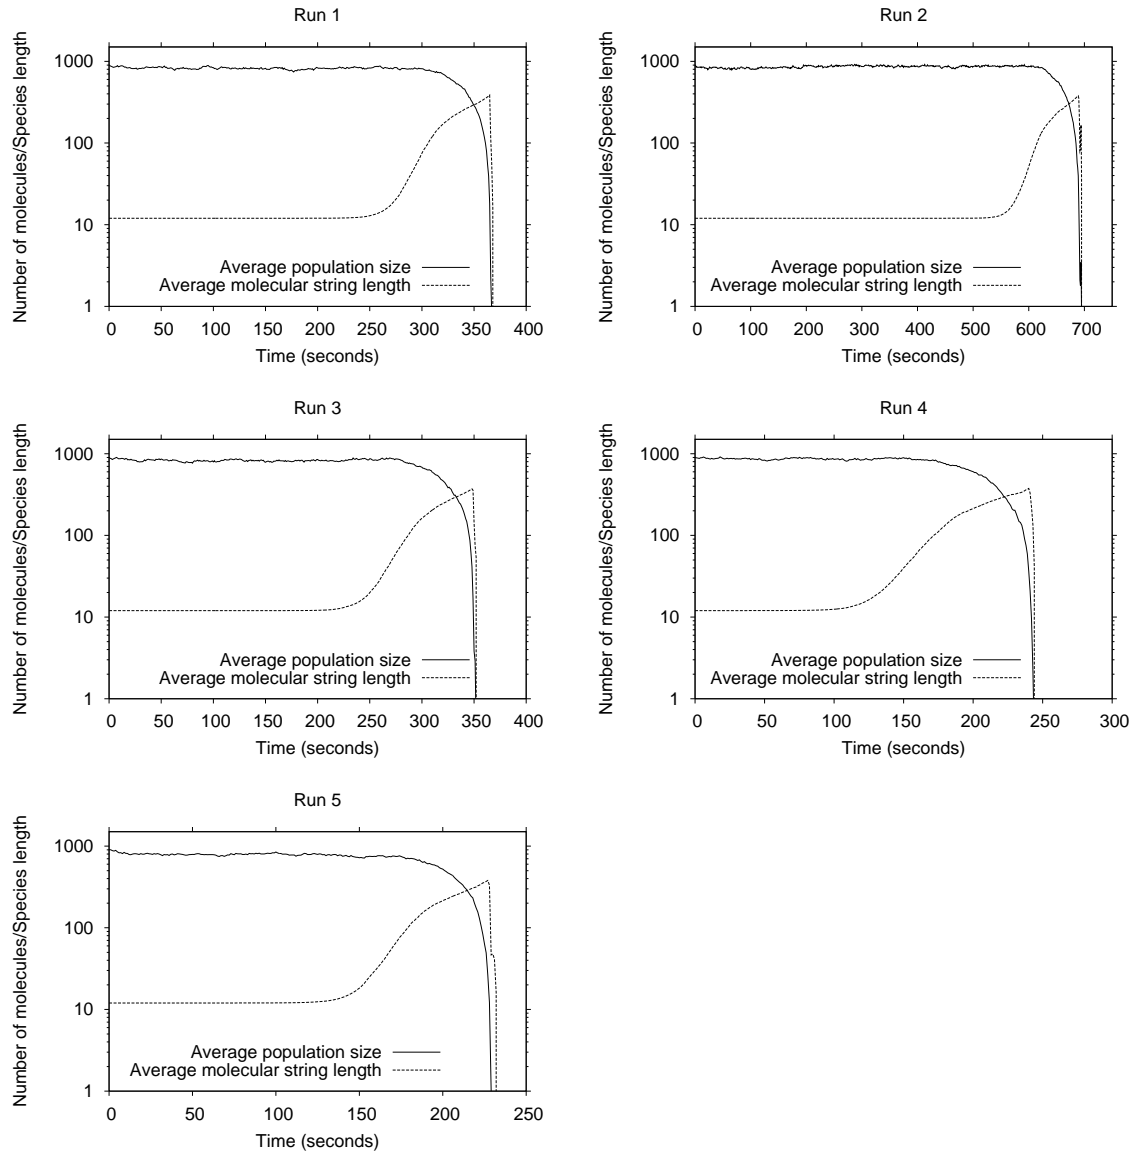 Run 1
Number of molecules/Species length
1000
100
10
1
Average population size
Average molecular string length
0 50 100 150 200 250 300 350 400
Time (seconds)
Run 2
Number of molecules/Species length
1000
100
10
1
Average population size
Average molecular string length
0 100 200 300 400 500 600 700
Time (seconds)
Run 3
Number of molecules/Species length
1000
100
10
1
Average population size
Average molecular string length
0 50 100 150 200 250 300 350 400
Time (seconds)
Run 4
Number of molecules/Species length
1000
100
10
1
Average population size
Average molecular string length
0 50 100 150 200 250 300
Time (seconds)
Run 5
Number of molecules/Species length
1000
100
10
1
Average population size
Average molecular string length
0 50 100 150 200 250
Time (seconds)